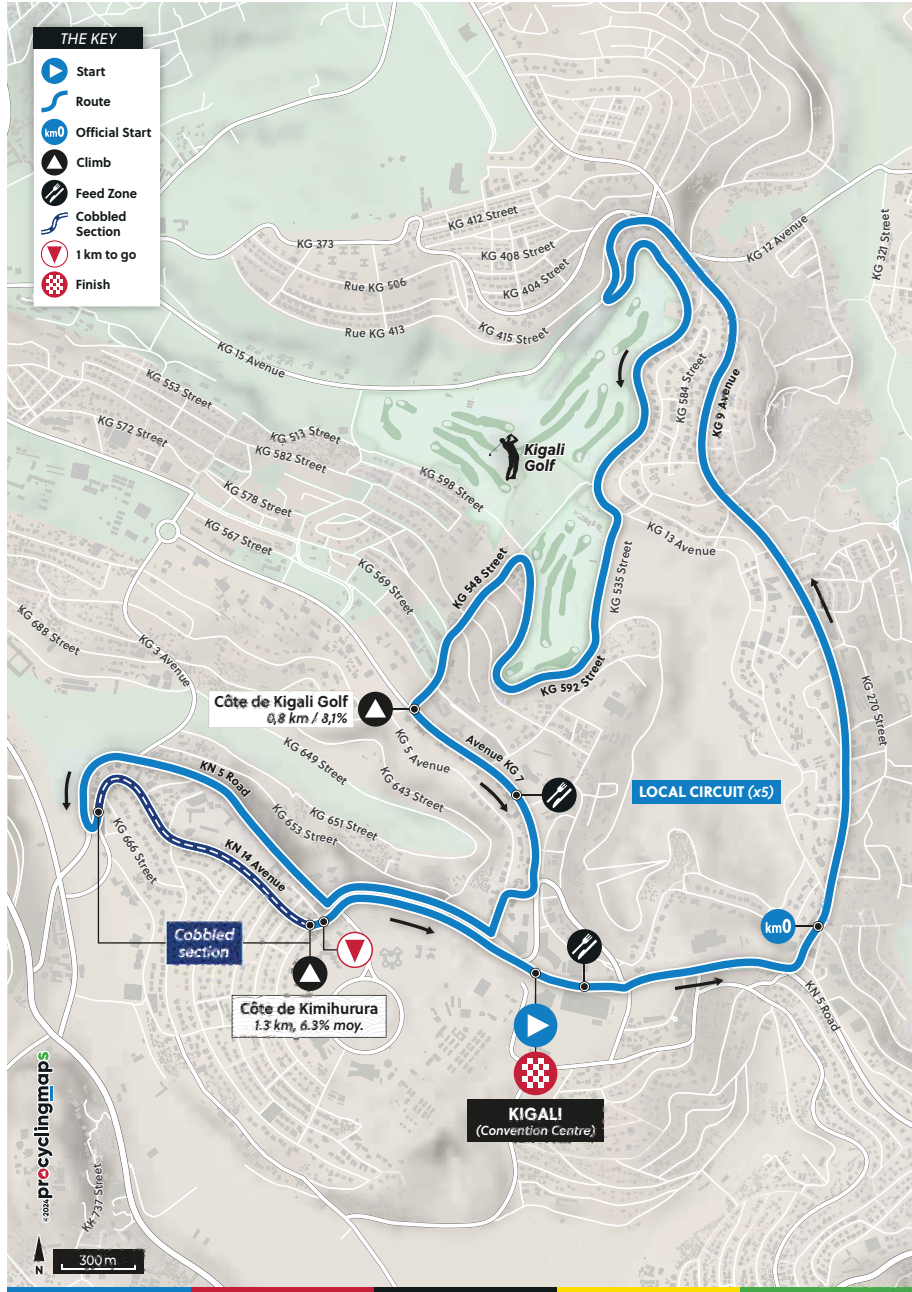 THE KEY
Start
Route
km0
Official Start
Climb
Feed Zone
Cobbled
Section
1 km to go
Finish
KG 412 Street
KG 373
KG 408 Street
KG 12 Avenue
KG 321 Street
Rue KG 506
KG 404 Street
Rue KG 413
KG 415 Street
KG 15 Avenue
KG 553 Street
KG 584 Street
KG 9 Avenue
KG 572 Street
KG 513 Street
KG 582 Street
Kigali
Golf
KG 598 Street
KG 578 Street
KG 567 Street
KG 13 Avenue
KG 569 Street
KG 548 Street
KG 535 Street
KG 688 Street
KG 3 Avenue
KG 592 Street
KG 270 Street
Côte de Kigali Golf
0,8 km / 8,1%
KG 5 Avenue
Avenue KG 7
KG 649 Street
KG 643 Street
KN 5 Road
LOCAL CIRCUIT (x5)
KG 651 Street
KG 653 Street
KG 666 Street
KN 14 Avenue
km0
Cobbled
section
Côte de Kimihurura
1.3 km, 6.3% moy.
KN 5 Road
KIGALI
(Convention Centre)
©2024 procyclingmaps
KK 737 Street
N
300 m